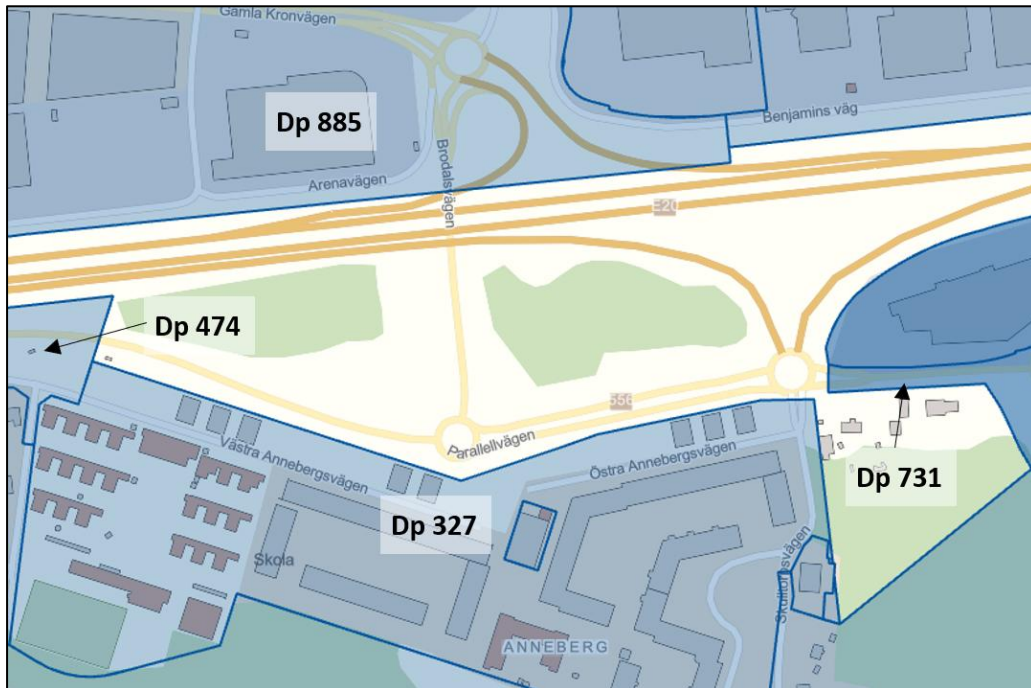 Gamla Kronvägen
Dp 885
Benjamins väg
Brodalsvägen
Arenavägen
E20
Dp 474
556
Parallellvägen
Västra Annebergsvägen
Östra Annebergsvägen
Dp 731
Dp 327
Skola
Skulltorpsvägen
ANNEBERG